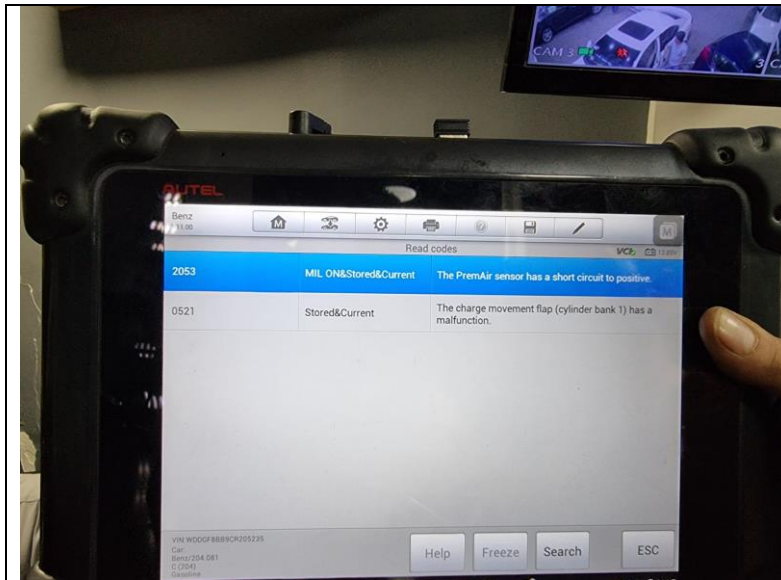 CAM 3
3
AUTEL
Benz
M
Read codes
VCI
2053 MIL ON&Stored&Current The PremAir sensor has a short circuit to positive.
0521 Stored&Current The charge movement flap (cylinder bank 1) has a
malfunction.
Car:
Benz/204.081
C (204)
Gasoline
Help Freeze Search ESC